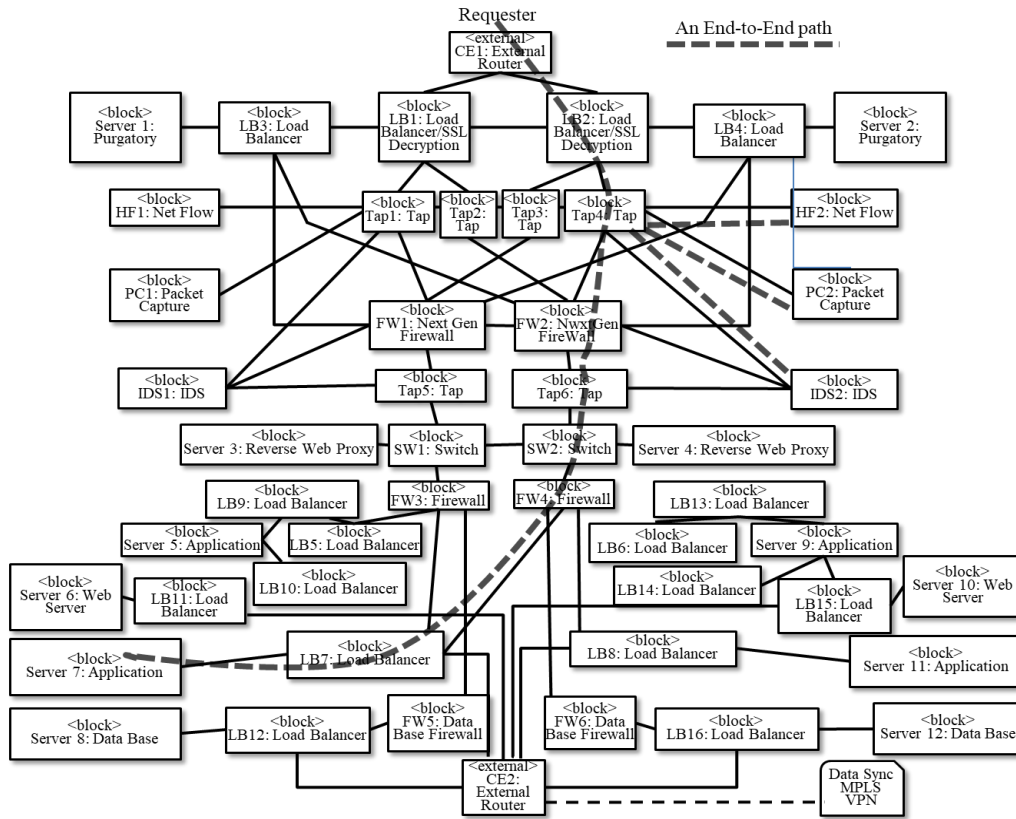 Requester
An End-to-End path
<external>
CE1: External
Router
<block>
Server 1:
Purgatory
<block>
LB3: Load
Balancer
<block>
LB1: Load
Balancer/SSL
Decryption
<block>
LB2: Load
Balancer/SSL
Decryption
<block>
LB4: Load
Balancer
<block>
Server 2:
Purgatory
<block>
HF1: Net Flow
<block>
Tap1: Tap
<block>
Tap2:
Tap
<block>
Tap3:
Tap
<block>
Tap4: Tap
<block>
HF2: Net Flow
<block>
PC1: Packet
Capture
<block>
PC2: Packet
Capture
<block>
FW1: Next Gen
Firewall
<block>
FW2: NwxtGen
FireWall
<block>
IDS1: IDS
<block>
Tap5: Tap
<block>
Tap6: Tap
<block>
IDS2: IDS
<block>
Server 3: Reverse Web Proxy
<block>
SW1: Switch
<block>
SW2: Switch
<block>
Server 4: Reverse Web Proxy
<block>
LB9: Load Balancer
<block>
FW3: Firewall
<block>
FW4: Firewall
<block>
LB13: Load Balancer
<block>
Server 5: Application
<block>
LB5: Load Balancer
<block>
LB6: Load Balancer
<block>
Server 9: Application
<block>
Server 6: Web
Server
<block>
LB11: Load
Balancer
<block>
LB10: Load Balancer
<block>
LB14: Load Balancer
<block>
LB15: Load
Balancer
<block>
Server 10: Web
Server
<block>
Server 7: Application
<block>
LB7: Load Balancer
<block>
LB8: Load Balancer
<block>
Server 11: Application
<block>
Server 8: Data Base
<block>
LB12: Load Balancer
<block>
FW5: Data
Base Firewall
<block>
FW6: Data
Base Firewall
<block>
LB16: Load Balancer
<block>
Server 12: Data Base
<external>
CE2:
External
Router
Data Sync
MPLS
VPN